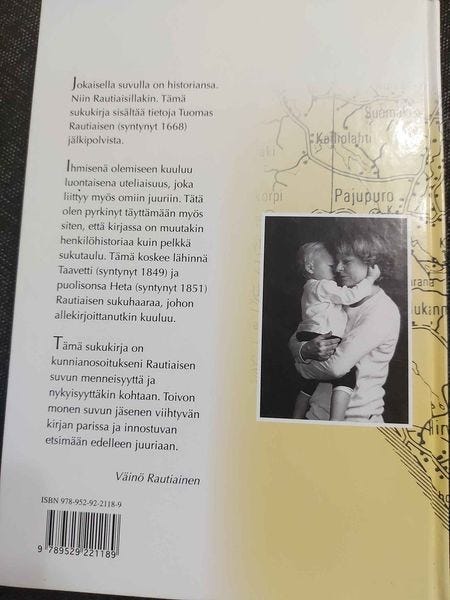 Jokaisella suvulla on historiansa.
Niin Rautiaisillakin. Tämä
sukukirja sisältää tietoja Tuomas
Rautiaisen (syntynyt 1668)
jälkipolvista.
Ihmisenä olemiseen kuuluu
luontaisena uteliaisuus, joka
liittyy myös omiin juuriin. Tätä
olen pyrkinyt täyttämään myös
siten, että kirjassa on muutakin
henkilöhistoriaa kuin pelkkä
sukutaulu. Tämä koskee lähinnä
Taavetti (syntynyt 1849) ja
puolisonsa Heta (syntynyt 1851)
Rautiaisen sukuhaaraa, johon
allekirjoittanutkin kuuluu.
Tämä sukukirja on
kunnianosoitukseni Rautiaisen
suvun menneisyyttä ja
nykyisyyttäkin kohtaan. Toivon
monen suvun jäsenen viihtyvän
kirjan parissa ja innostuvan
etsimään edelleen juuriaan.
Väinö Rautiainen
ISBN 978-952-92-2118-9
9 789529 221189
Kalliolahti
korpi
Pajupuro